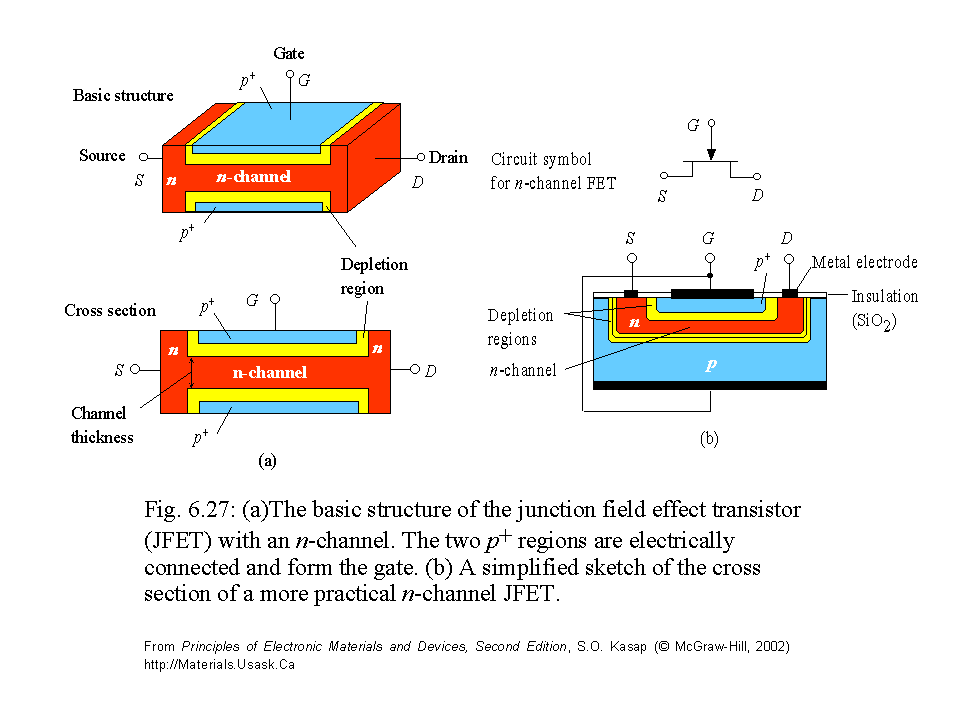 Gate
p+
G
Basic structure
Source
S
n
n-channel
Drain
D
p+
Depletion
region
Cross section
p+
G
n
n
S
n-channel
D
Channel
thickness
p+
(a)
G
Circuit symbol
for n-channel FET
S
D
S
G
D
p+
Metal electrode
Insulation
(SiO2)
Depletion
regions
n
n-channel
p
(b)
Fig. 6.27: (a)The basic structure of the junction field effect transistor
(JFET) with an n-channel. The two p+ regions are electrically
connected and form the gate. (b) A simplified sketch of the cross
section of a more practical n-channel JFET.
From Principles of Electronic Materials and Devices, Second Edition, S.O. Kasap (© McGraw-Hill, 2002)
http://Materials.Usask.Ca